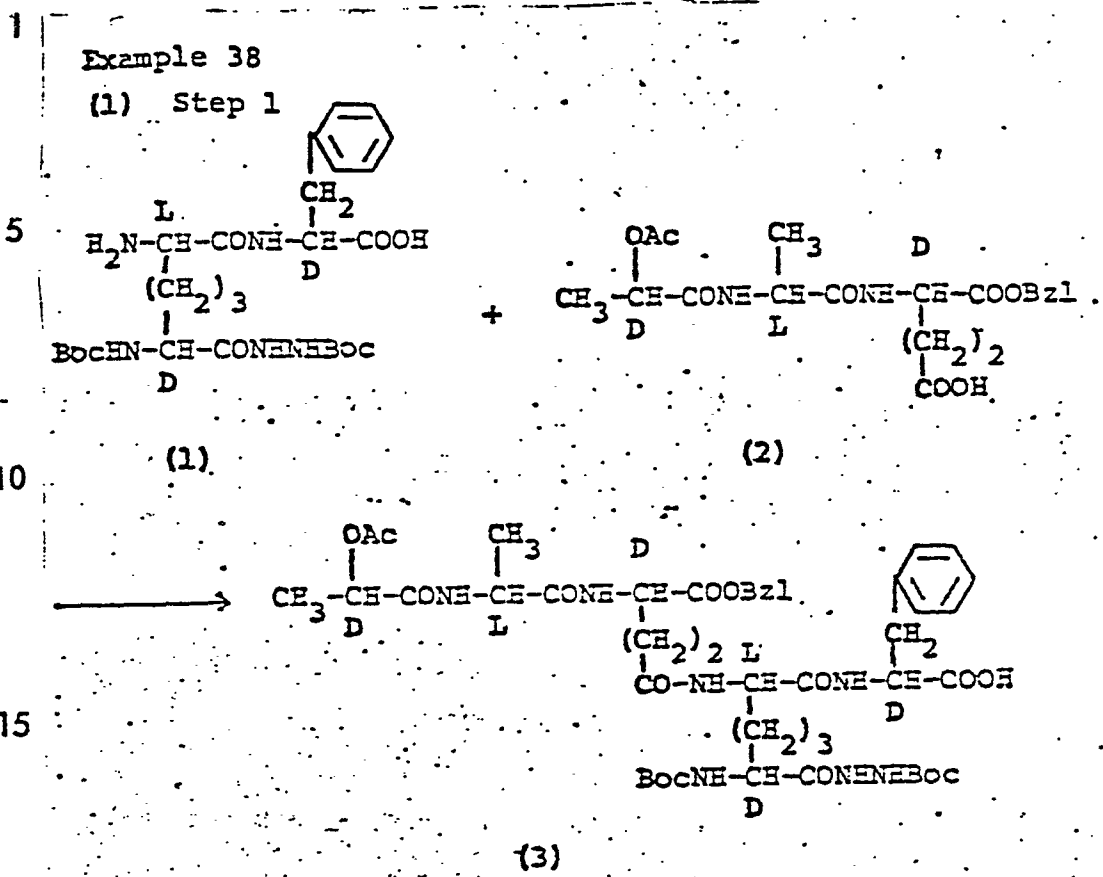 1
Example 38
(1) Step 1
CH2
L
5
H2N-CH-CONH-CH-COOH
D
(CH2)3
BocHN-CH-CONHNHBoc
D
(1)
+
OAc
CH3
D
CH3-CH-CONH-CH-CONH-CH-COOBzl
D
L
(CH2)2
COOH
(2)
10
OAc
CH3
D
CH3-CH-CONH-CH-CONH-CH-COOBzl
D
L
(CH2)2
L
CH2
CO-NH-CH-CONH-CH-COOH
D
15
(CH2)3
BocNH-CH-CONHNHBoc
D
(3)